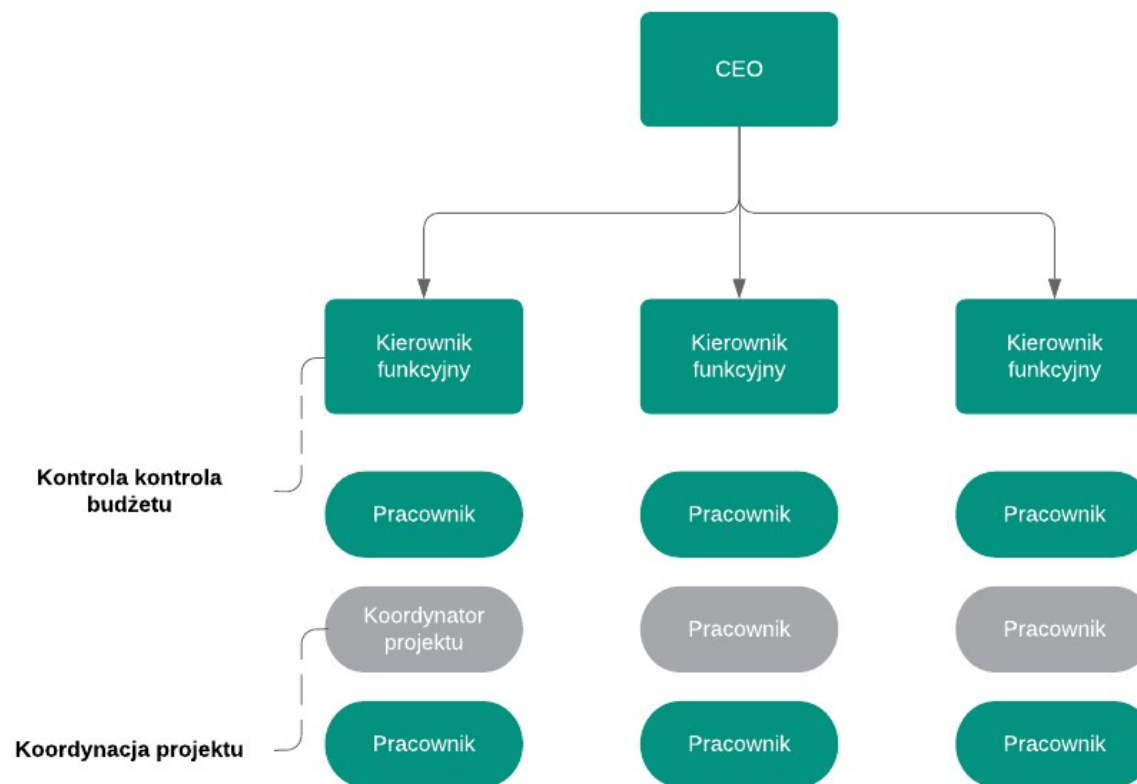 CEO
Kierownik
funkcyjny
Kierownik
funkcyjny
Kierownik
funkcyjny
Kontrola kontrola
budżetu
Pracownik
Pracownik
Pracownik
Koordynator
projektu
Pracownik
Pracownik
Koordynacja projektu
Pracownik
Pracownik
Pracownik